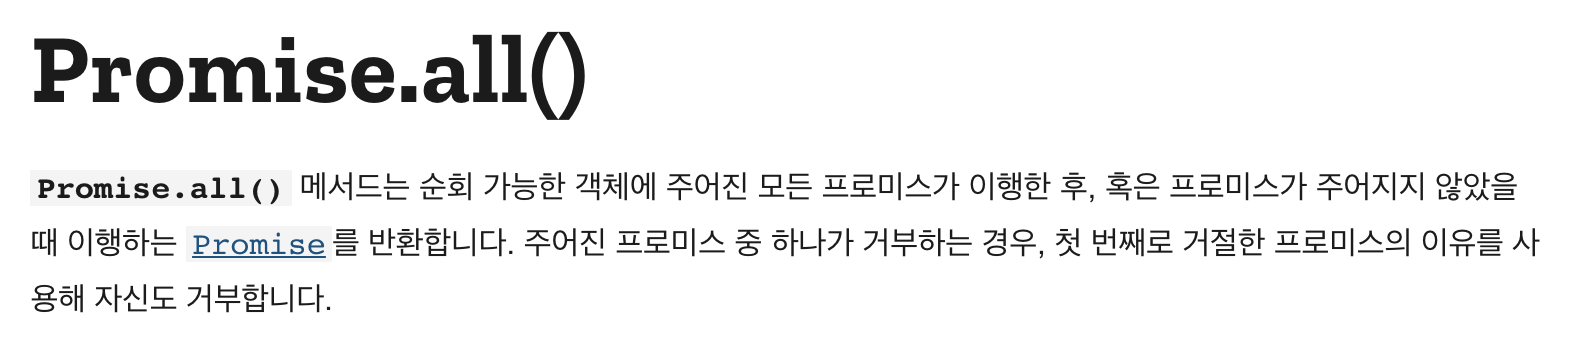 Promise.all()
Promise.all() 메서드는 순회 가능한 객체에 주어진 모든 프로미스가 이행한 후, 혹은 프로미스가 주어지지 않았을
때 이행하는 Promise를 반환합니다. 주어진 프로미스 중 하나가 거부하는 경우, 첫 번째로 거절한 프로미스의 이유를 사
용해 자신도 거부합니다.